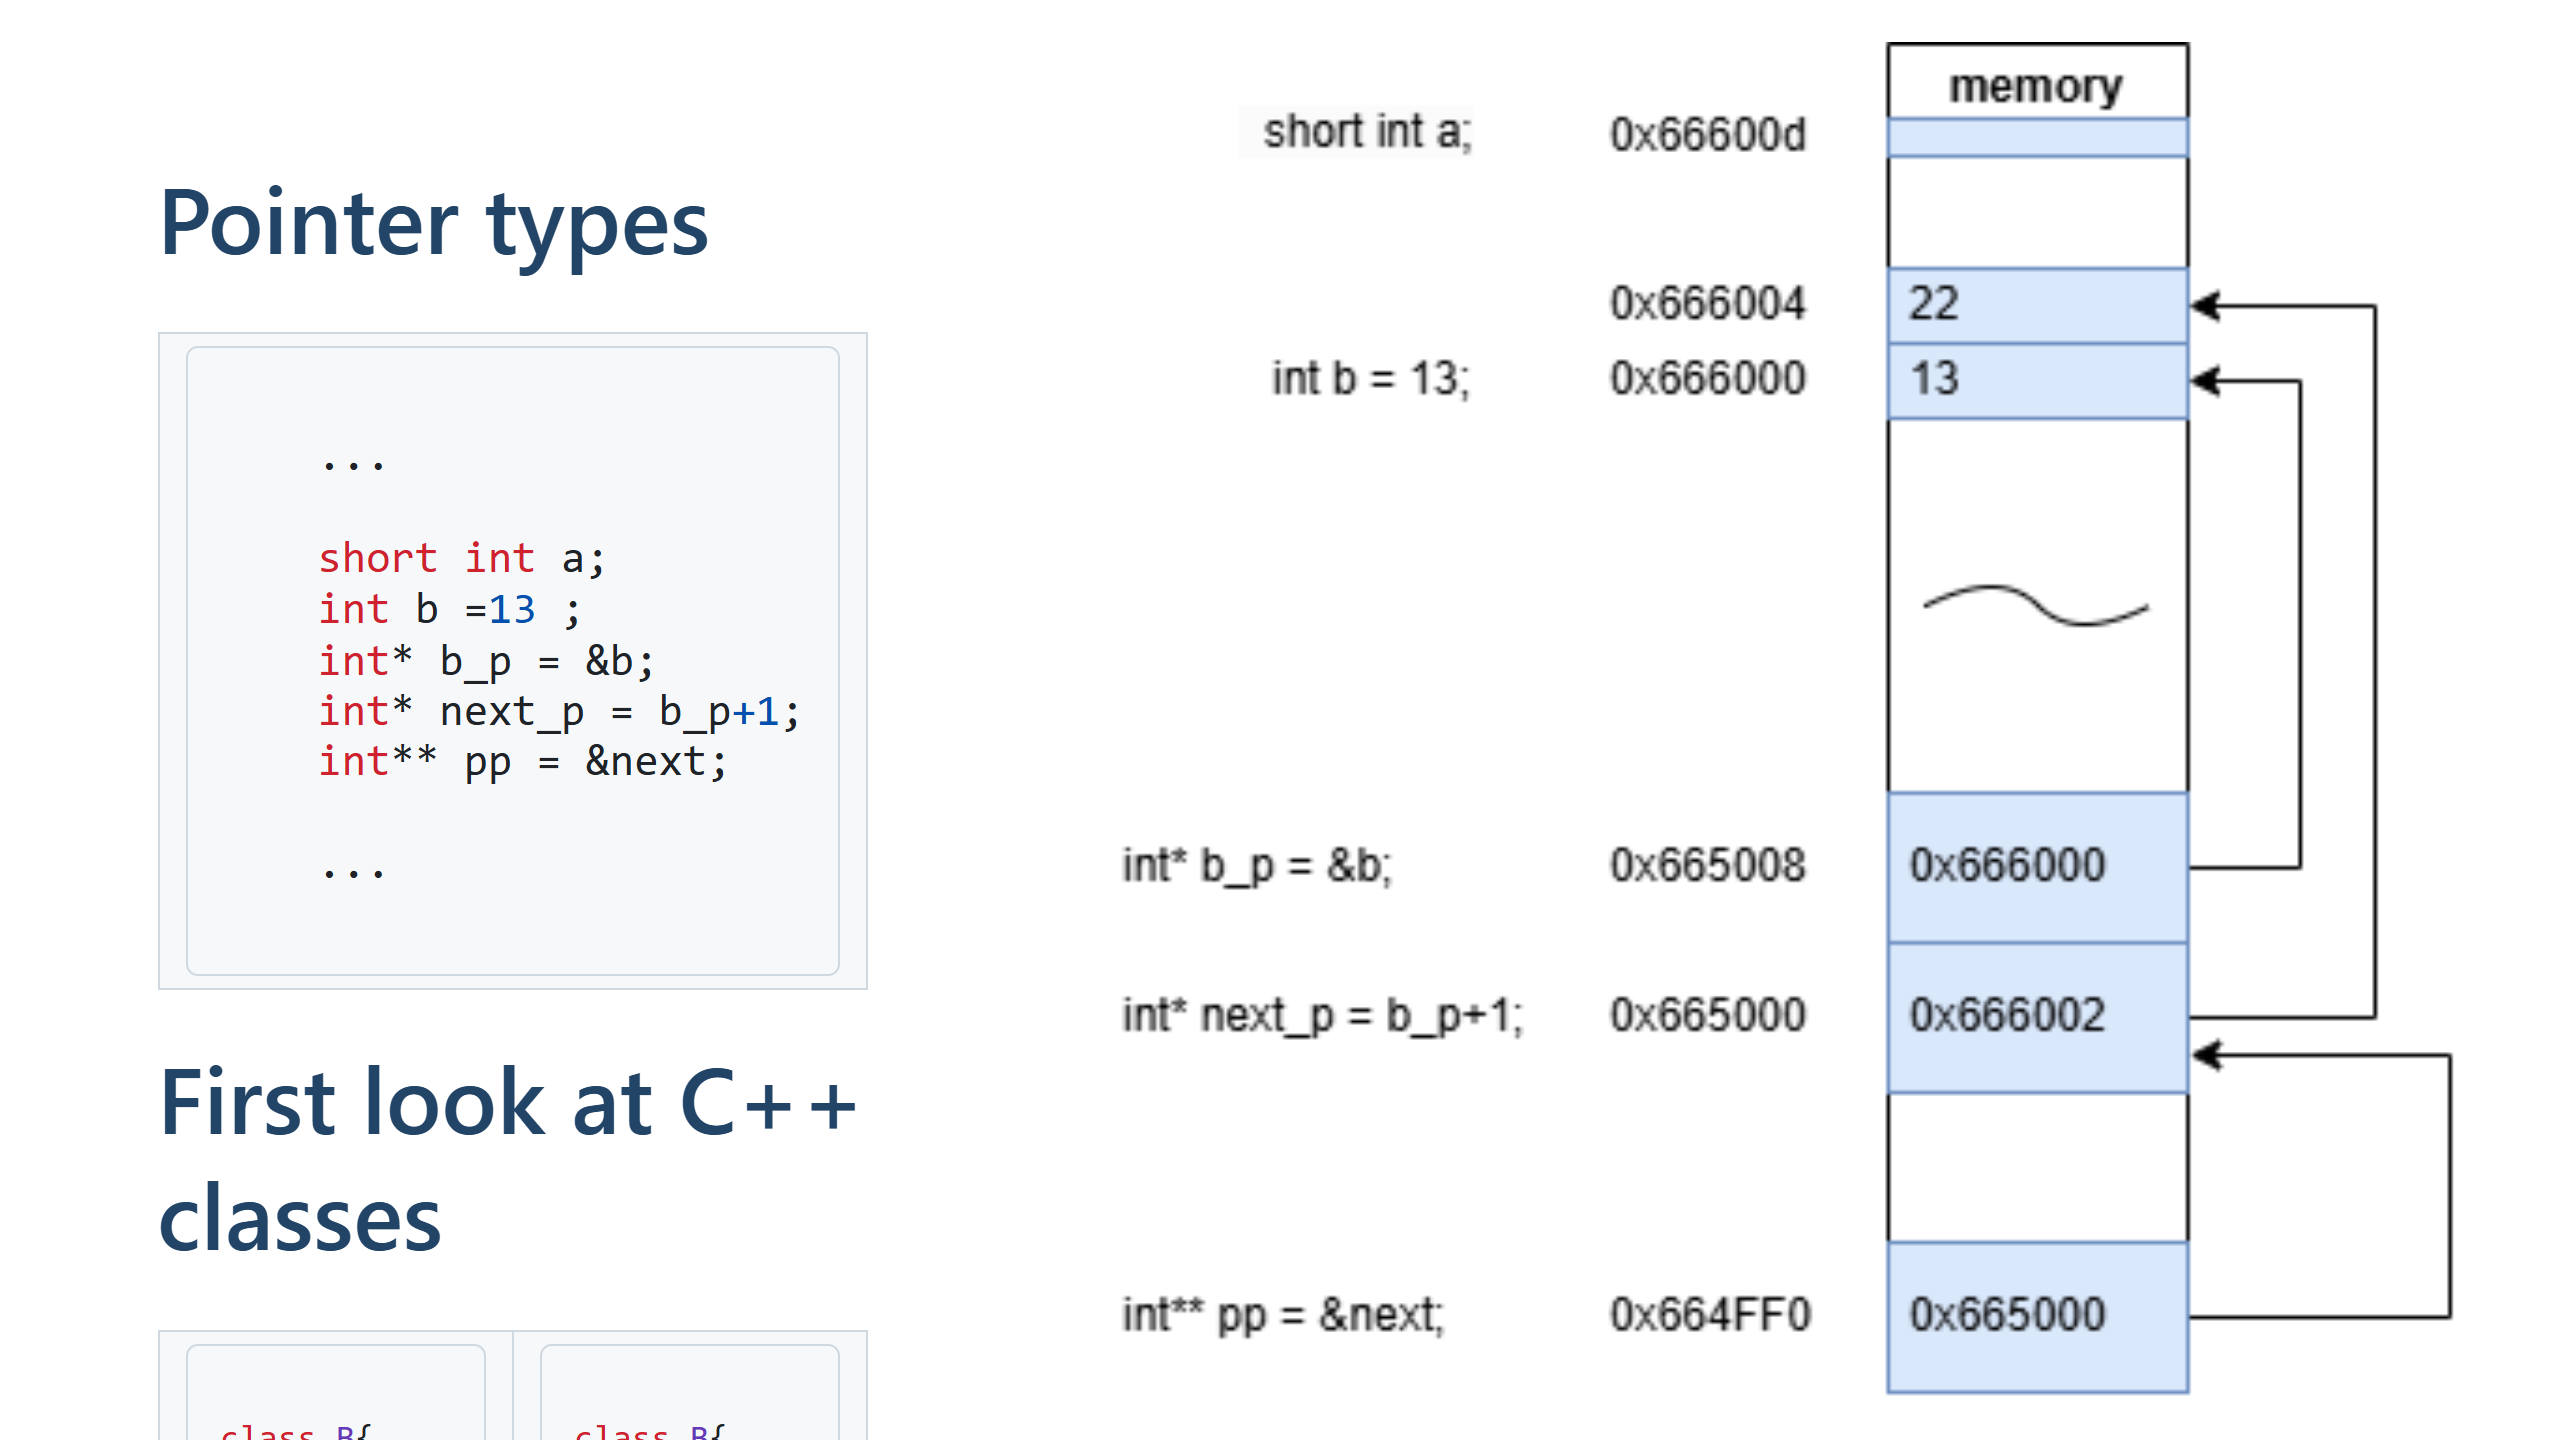 Pointer types
...
short int a;
int b =13 ;
int* b_p = &b;
int* next_p = b_p+1;
int** pp = &next;
...
First look at C++
classes
class B{
class B{
memory
short int a; 0x66600d
0x666004 22
int b = 13; 0x666000 13
int* b_p = &b; 0x665008 0x666000
int* next_p = b_p+1; 0x665000 0x666002
int** pp = &next; 0x664FF0 0x665000